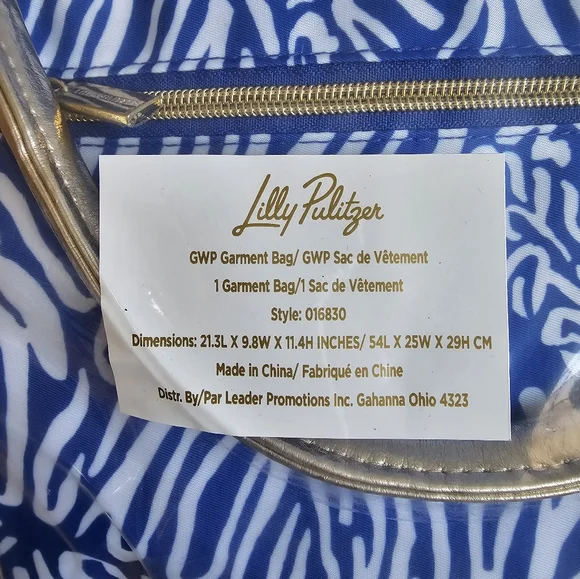 Lilly Pulitzer
GWP Garment Bag/ GWP Sac de Vêtement
1 Garment Bag/1 Sac de Vêtement
Style: 016830
Dimensions: 21.3L X 9.8W X 11.4H INCHES/ 54L X 25W X 29H CM
Made in China/ Fabriqué en Chine
Distr. By/Par Leader Promotions Inc. Gahanna Ohio 4323